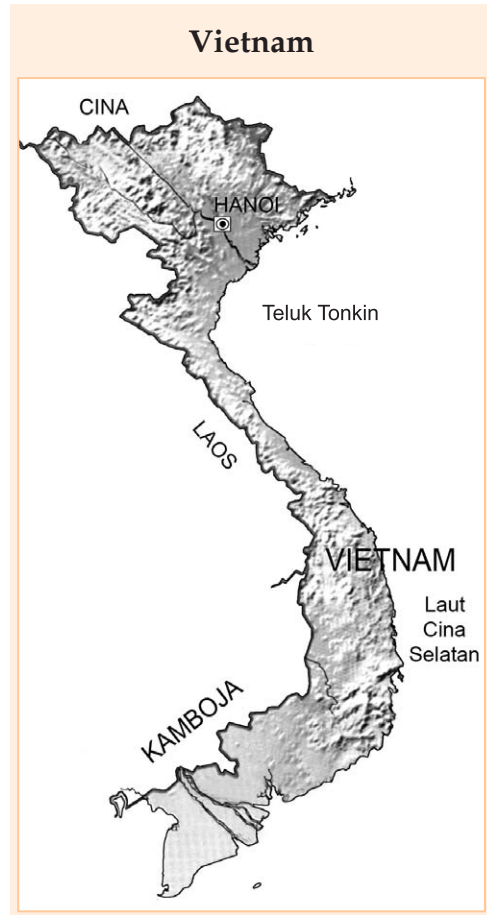 Vietnam
CINA
HANOI
Teluk Tonkin
LAOS
VIETNAM
Laut
Cina
Selatan
KAMBOJA